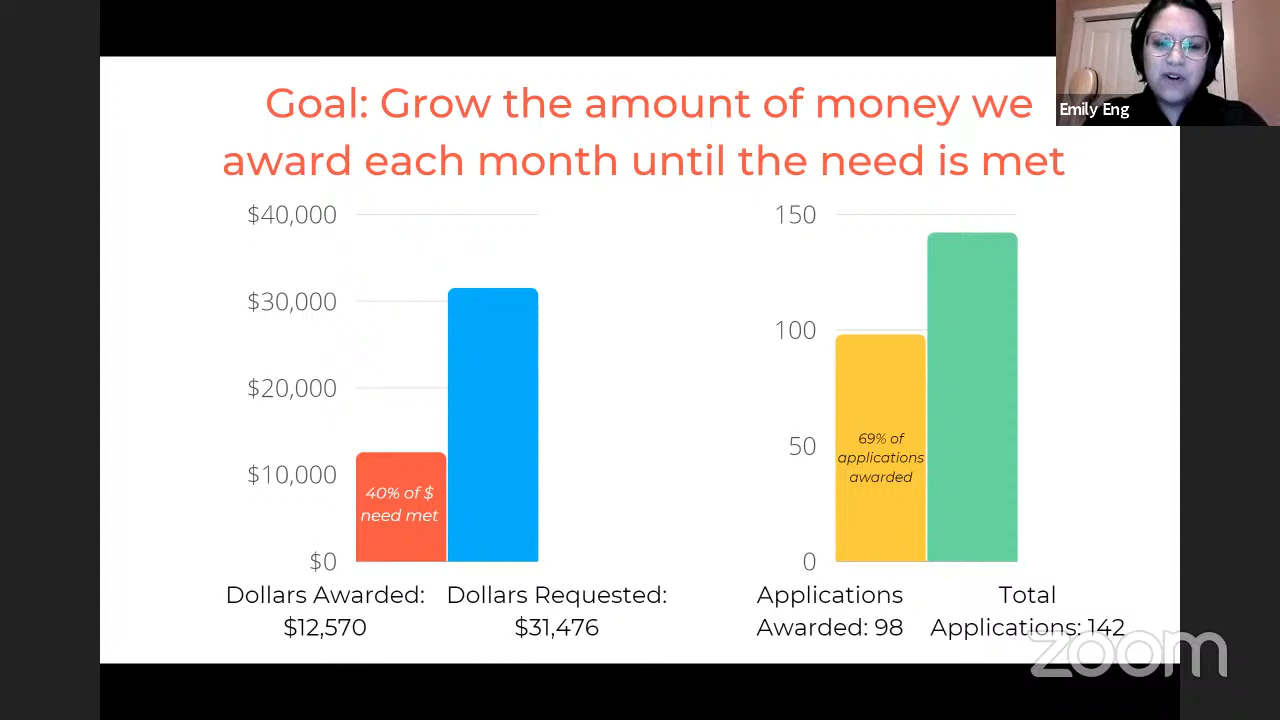 Goal: Grow the amount of money we
award each month until the need is met
Emily Eng
$40,000
$30,000
$20,000
$10,000
$0
40% of $
need met
Dollars Awarded:
$12,570
Dollars Requested:
$31,476
150
100
50
0
69% of
applications
awarded
Applications
Awarded: 98
Total
Applications: 142
zoom